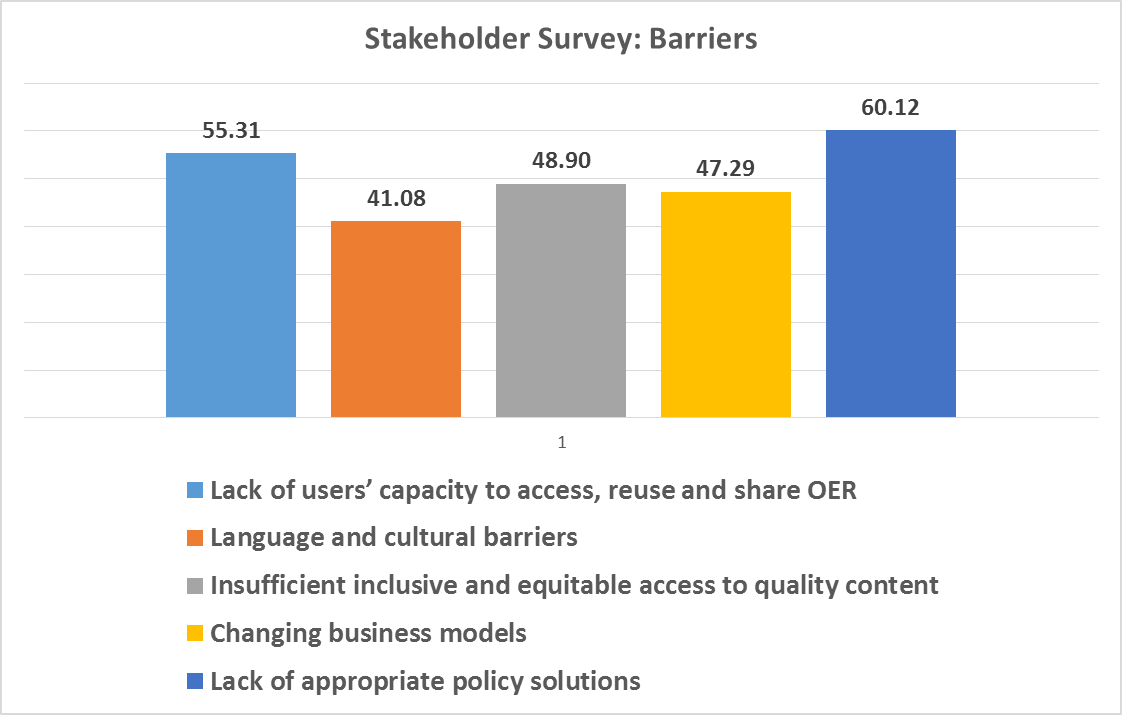 Stakeholder Survey: Barriers
55.31
41.08
48.90
47.29
60.12
1
Lack of users’ capacity to access, reuse and share OER
Language and cultural barriers
Insufficient inclusive and equitable access to quality content
Changing business models
Lack of appropriate policy solutions